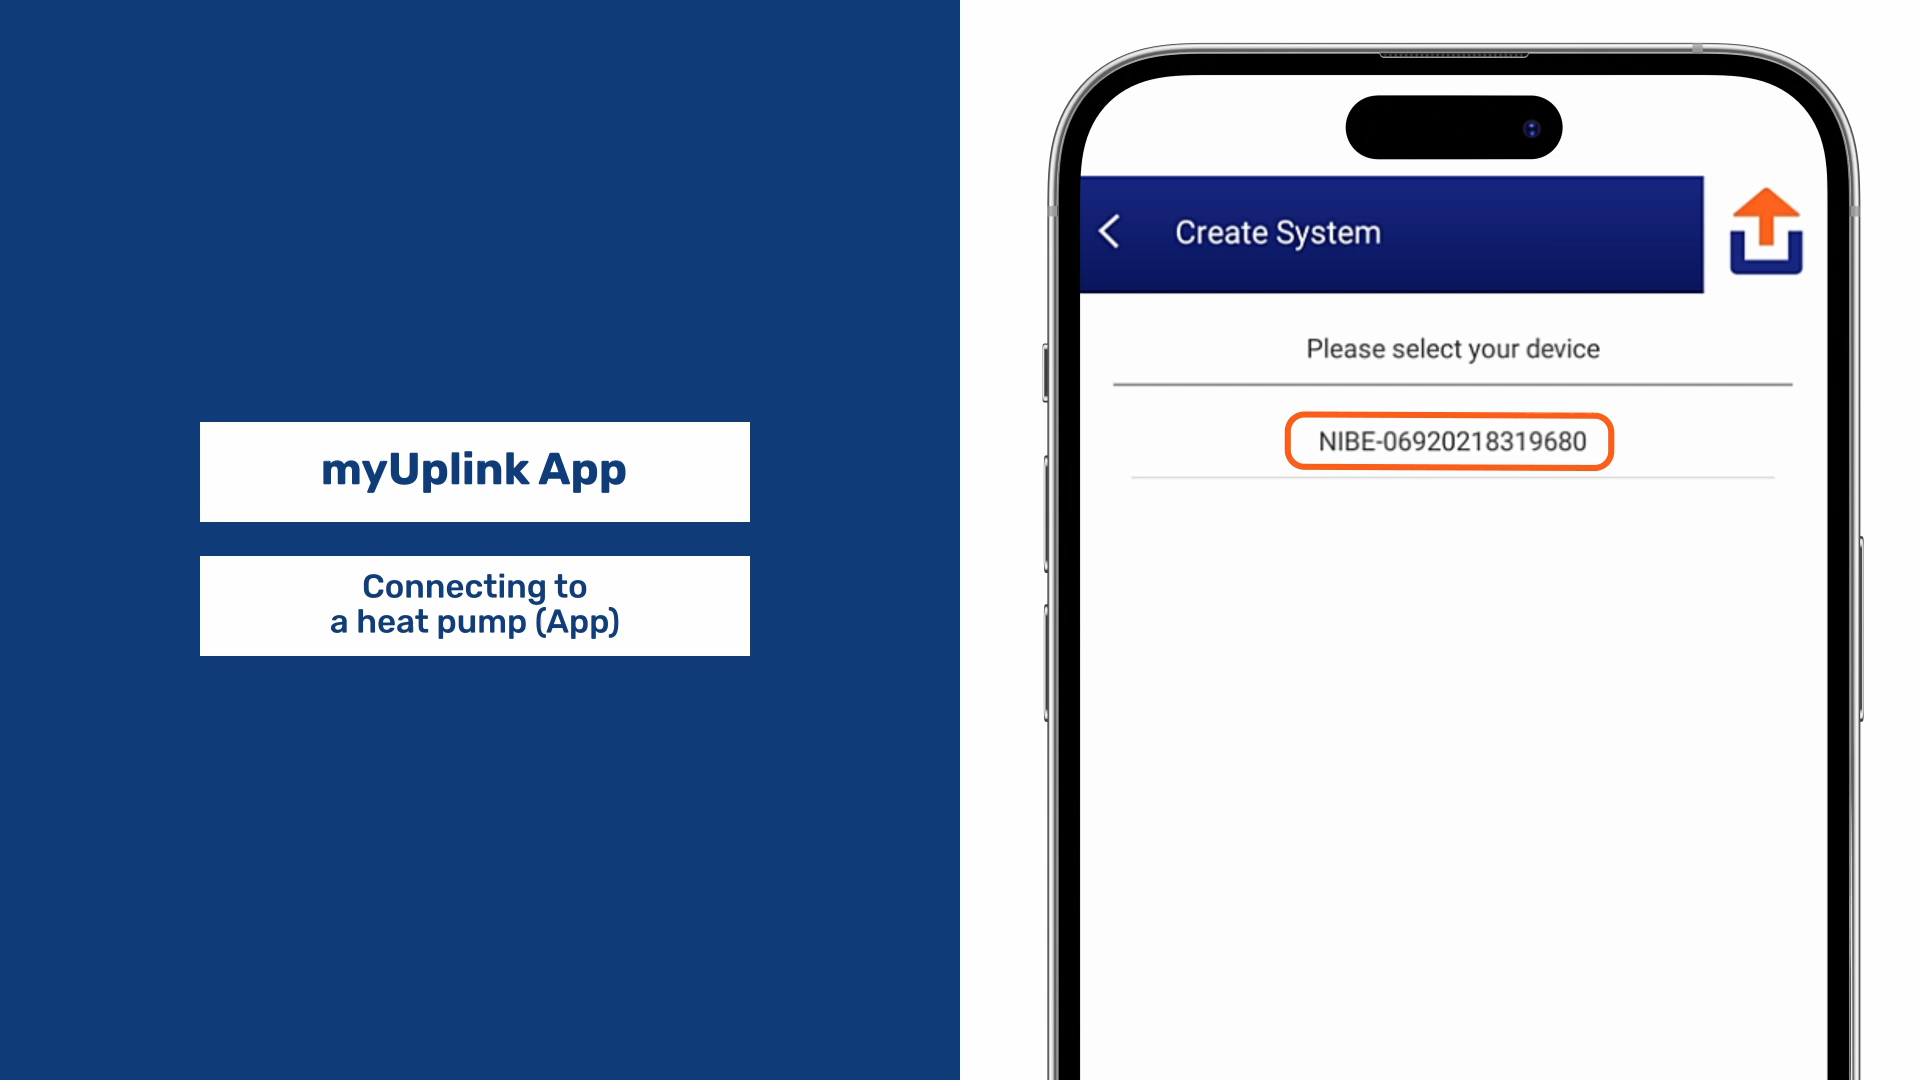 myUplink App
Connecting to
a heat pump (App)
Create System
Please select your device
NIBE-06920218319680